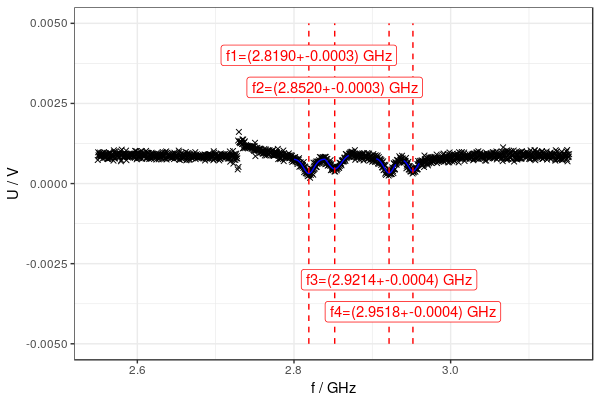 0.0050
f1=(2.8190+-0.0003) GHz
f2=(2.8520+-0.0003) GHz
0.0025
U / V
0.0000
-0.0025
f3=(2.9214+-0.0004) GHz
f4=(2.9518+-0.0004) GHz
-0.0050
2.6
2.8
3.0
f / GHz